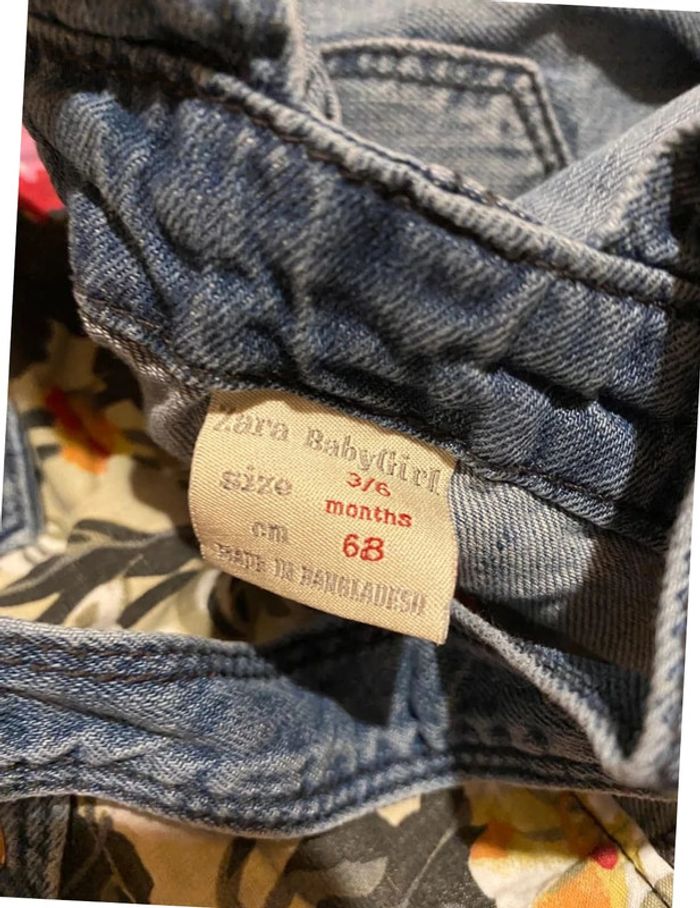 Zara BabyGirl
size 3/6 months
cm 68
MADE IN BANGLADESH